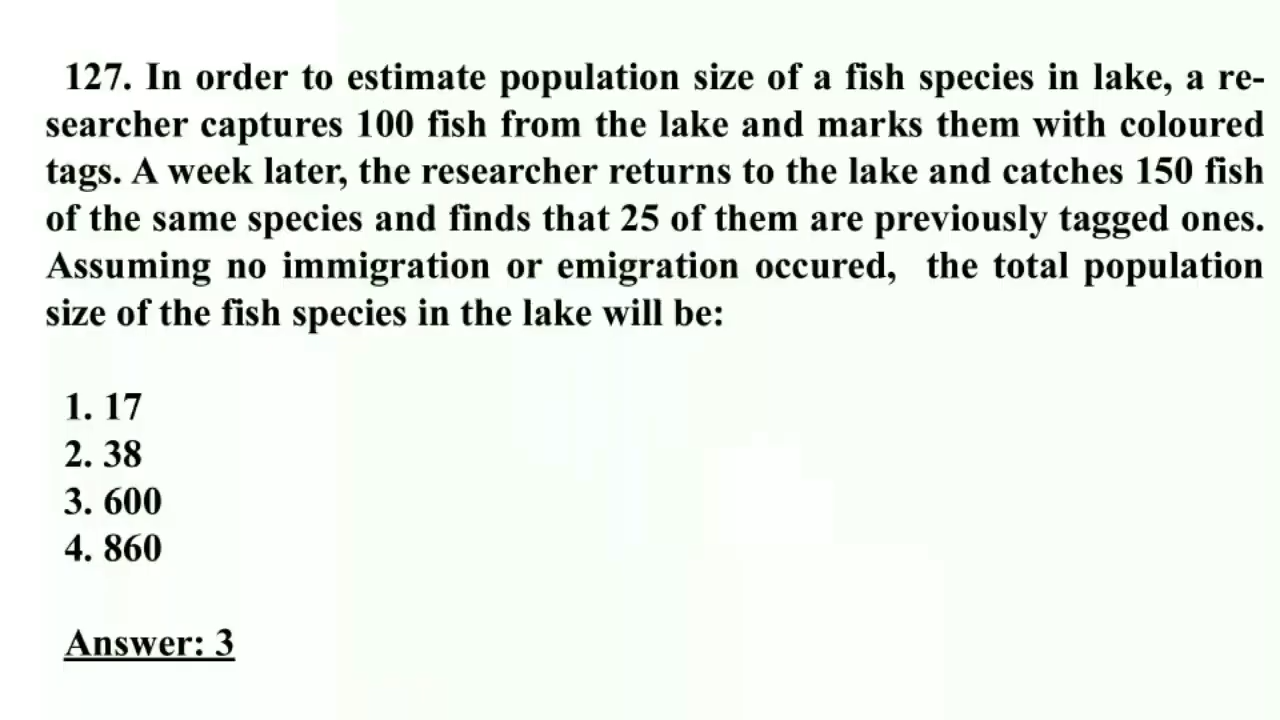 127. In order to estimate population size of a fish species in lake, a re-
searcher captures 100 fish from the lake and marks them with coloured
tags. A week later, the researcher returns to the lake and catches 150 fish
of the same species and finds that 25 of them are previously tagged ones.
Assuming no immigration or emigration occured, the total population
size of the fish species in the lake will be:
1. 17
2. 38
3. 600
4. 860
Answer: 3